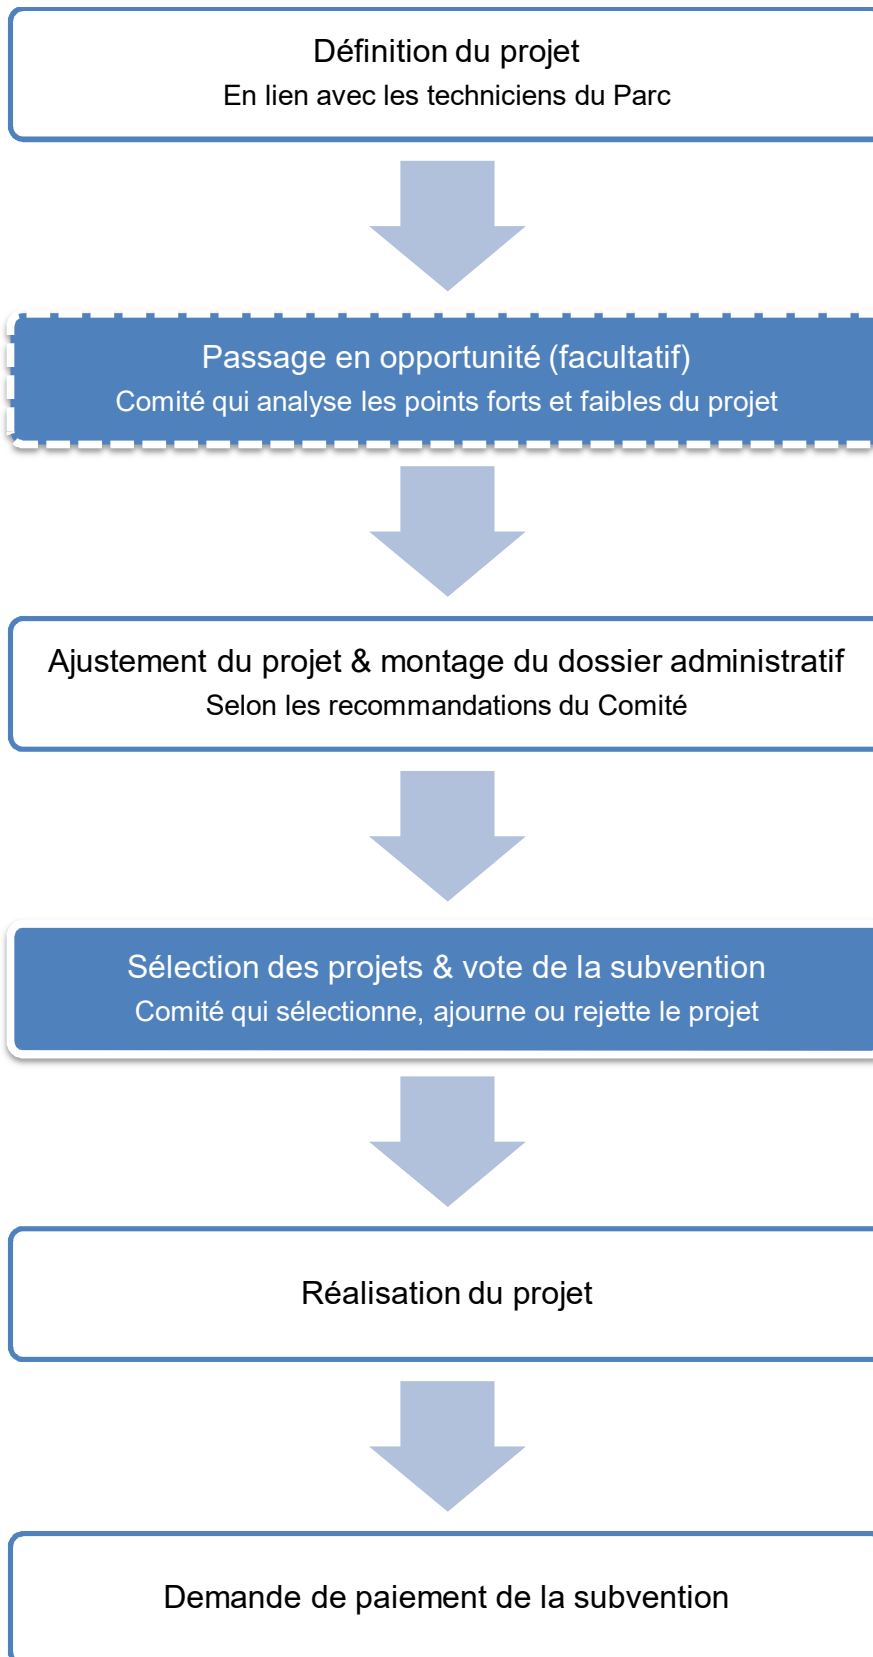 Définition du projet
En lien avec les techniciens du Parc
Passage en opportunité (facultatif)
Comité qui analyse les points forts et faibles du projet
Ajustement du projet & montage du dossier administratif
Selon les recommandations du Comité
Sélection des projets & vote de la subvention
Comité qui sélectionne, ajourne ou rejette le projet
Réalisation du projet
Demande de paiement de la subvention